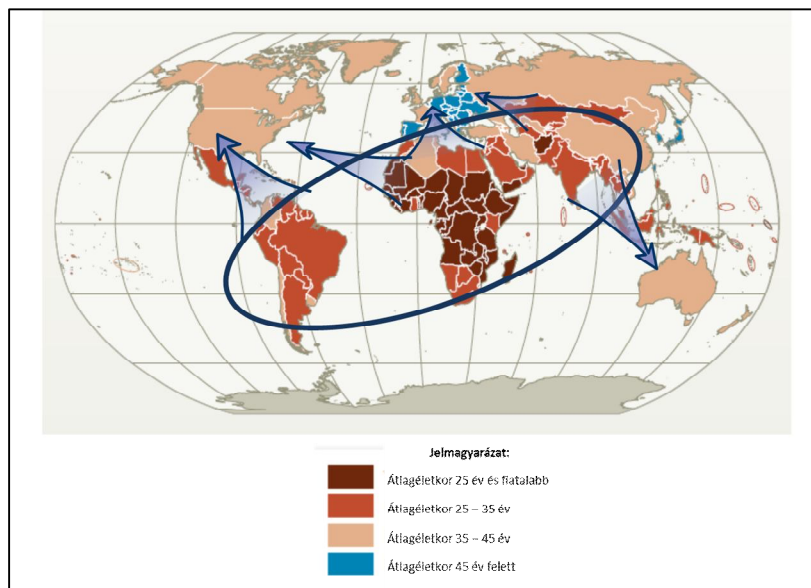 Jelmagyarázat:
Átlagéletkor 25 év és fiatalabb
Átlagéletkor 25 – 35 év
Átlagéletkor 35 – 45 év
Átlagéletkor 45 év felett